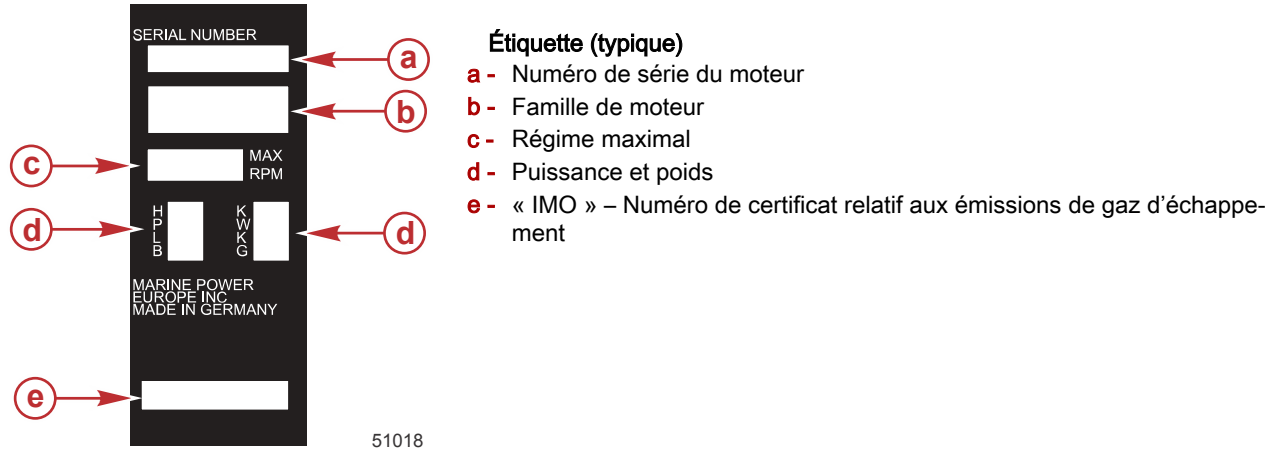 SERIAL NUMBER
a
b
c
MAX
RPM
d
H
P
L
B
K
W
K
G
d
MARINE POWER
EUROPE INC
MADE IN GERMANY
e
51018
Étiquette (typique)
a - Numéro de série du moteur
b - Famille de moteur
c - Régime maximal
d - Puissance et poids
e - « IMO » – Numéro de certificat relatif aux émissions de gaz d’échappe-
ment